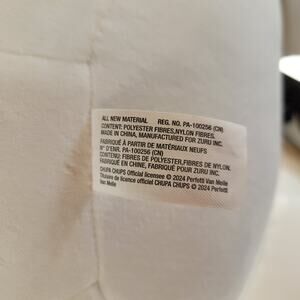 ALL NEW MATERIAL REG. NO. PA-100256 (CN)
CONTENT: POLYESTER FIBRES,NYLON FIBRES.
MADE IN CHINA, MANUFACTURED FOR ZURU INC.
FABRIQUÉ À PARTIR DE MATÉRIAUX NEUFS
N° D'ENR. PA-100256 (CN)
CONTENU: FIBRES DE POLYESTER,FIBRES DE NYLON.
FABRIQUÉ EN CHINE, FABRIQUÉ POUR ZURU INC.
CHUPA CHUPS Official licensee © 2024 Perfetti Van Melle
Titulaire de licence officiel CHUPA CHUPS © 2024 Perfetti
Van Melle